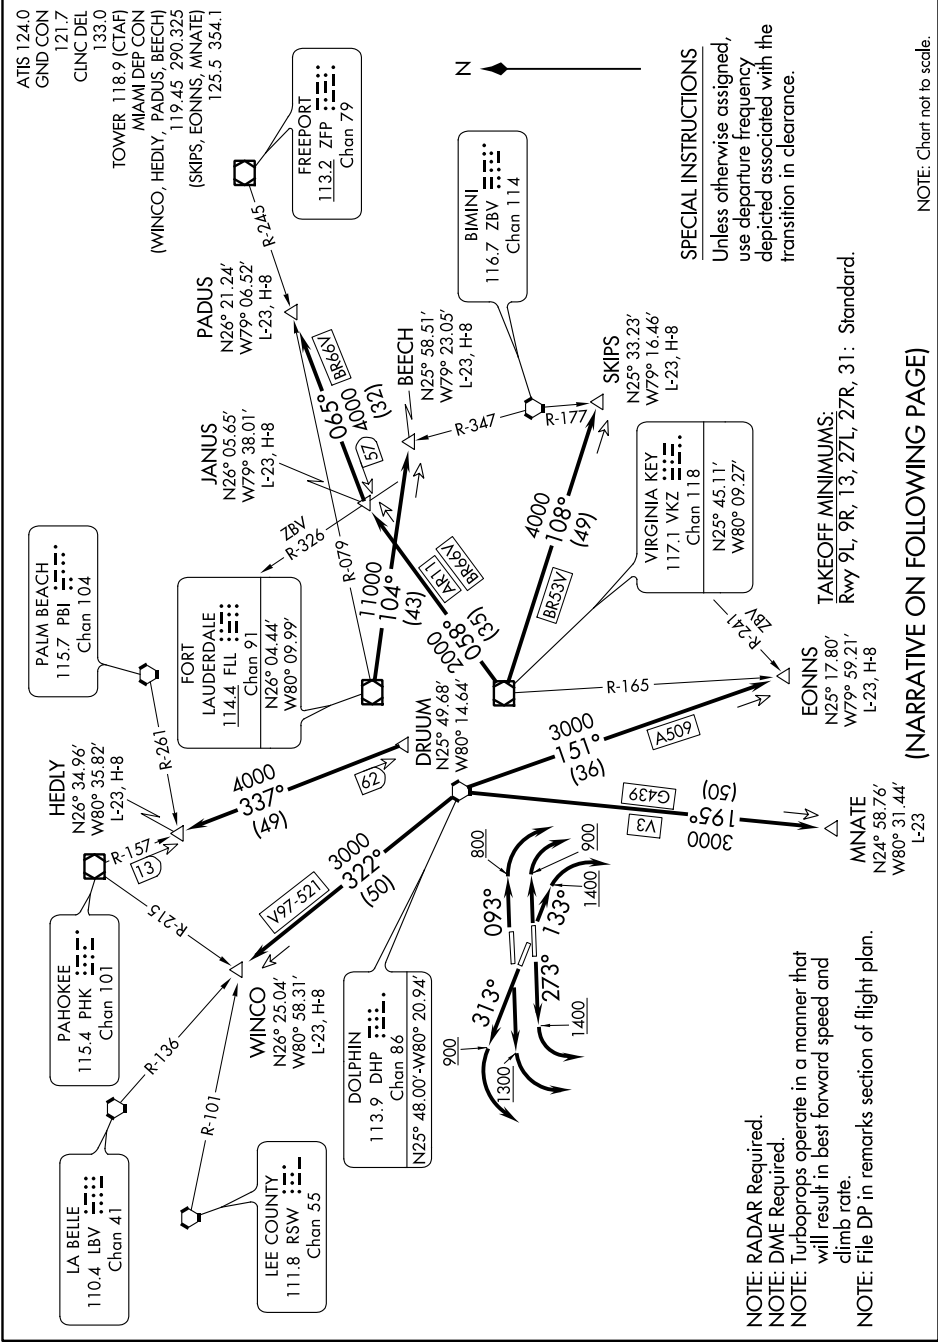 ATIS 124.0
GND CON
121.7
CLNC DEL
133.0
TOWER 118.9 (CTAF)
MIAMI DEP CON
(WINCO, HEDLY, PADUS, BEECH)
119.45 290.325
(SKIPS, EONNS, MNATE)
125.5 354.1
LA BELLE
110.4 LBV
Chan 41
R-136
LEE COUNTY
111.8 RSW
Chan 55
R-101
PAHOKEE
115.4 PHK
Chan 101
R-215
R-157
13
WINCO
N26° 25.04′
W80° 58.31′
L-23, H-8
V97-521
3000
322°
(50)
HEDLY
N26° 34.96′
W80° 35.82′
L-23, H-8
PALM BEACH
115.7 PBI
Chan 104
R-261
4000
337°
(49)
62
DRUUM
N25° 49.68′
W80° 14.64′
FORT
LAUDERDALE
114.4 FLL
Chan 91
N26° 04.44′
W80° 09.99′
R-079
11000
104°
(43)
JANUS
N26° 05.65′
W79° 38.01′
L-23, H-8
ZBV
R-326
57
PADUS
N26° 21.24′
W79° 06.52′
L-23, H-8
R-245
FREEPORT
113.2 ZFP
Chan 79
BR66V
065°
4000
(32)
BEECH
N25° 58.51′
W79° 23.05′
L-23, H-8
R-347
BIMINI
116.7 ZBV
Chan 114
R-177
SKIPS
N25° 33.23′
W79° 16.46′
L-23, H-8
4000
108°
(49)
BR53V
AR11
BR66V
2000
058°
(35)
VIRGINIA KEY
117.1 VKZ
Chan 118
N25° 45.11′
W80° 09.27′
R-165
R-241
ZBV
EONNS
N25° 17.80′
W79° 59.21′
L-23, H-8
3000
151°
(36)
A509
DOLPHIN
113.9 DHP
Chan 86
N25° 48.00′-W80° 20.94′
G439
V3
195°
3000
(50)
MNATE
N24° 58.76′
W80° 31.44′
L-23
900
313°
1300
273°
1400
093°
800
900
133°
1400
N
SPECIAL INSTRUCTIONS
Unless otherwise assigned,
use departure frequency
depicted associated with the
transition in clearance.
TAKEOFF MINIMUMS:
Rwy 9L, 9R, 13, 27L, 27R, 31: Standard.
NOTE: RADAR Required.
NOTE: DME Required.
NOTE: Turboprops operate in a manner that
will result in best forward speed and
climb rate.
NOTE: File DP in remarks section of flight plan.
(NARRATIVE ON FOLLOWING PAGE)
NOTE: Chart not to scale.